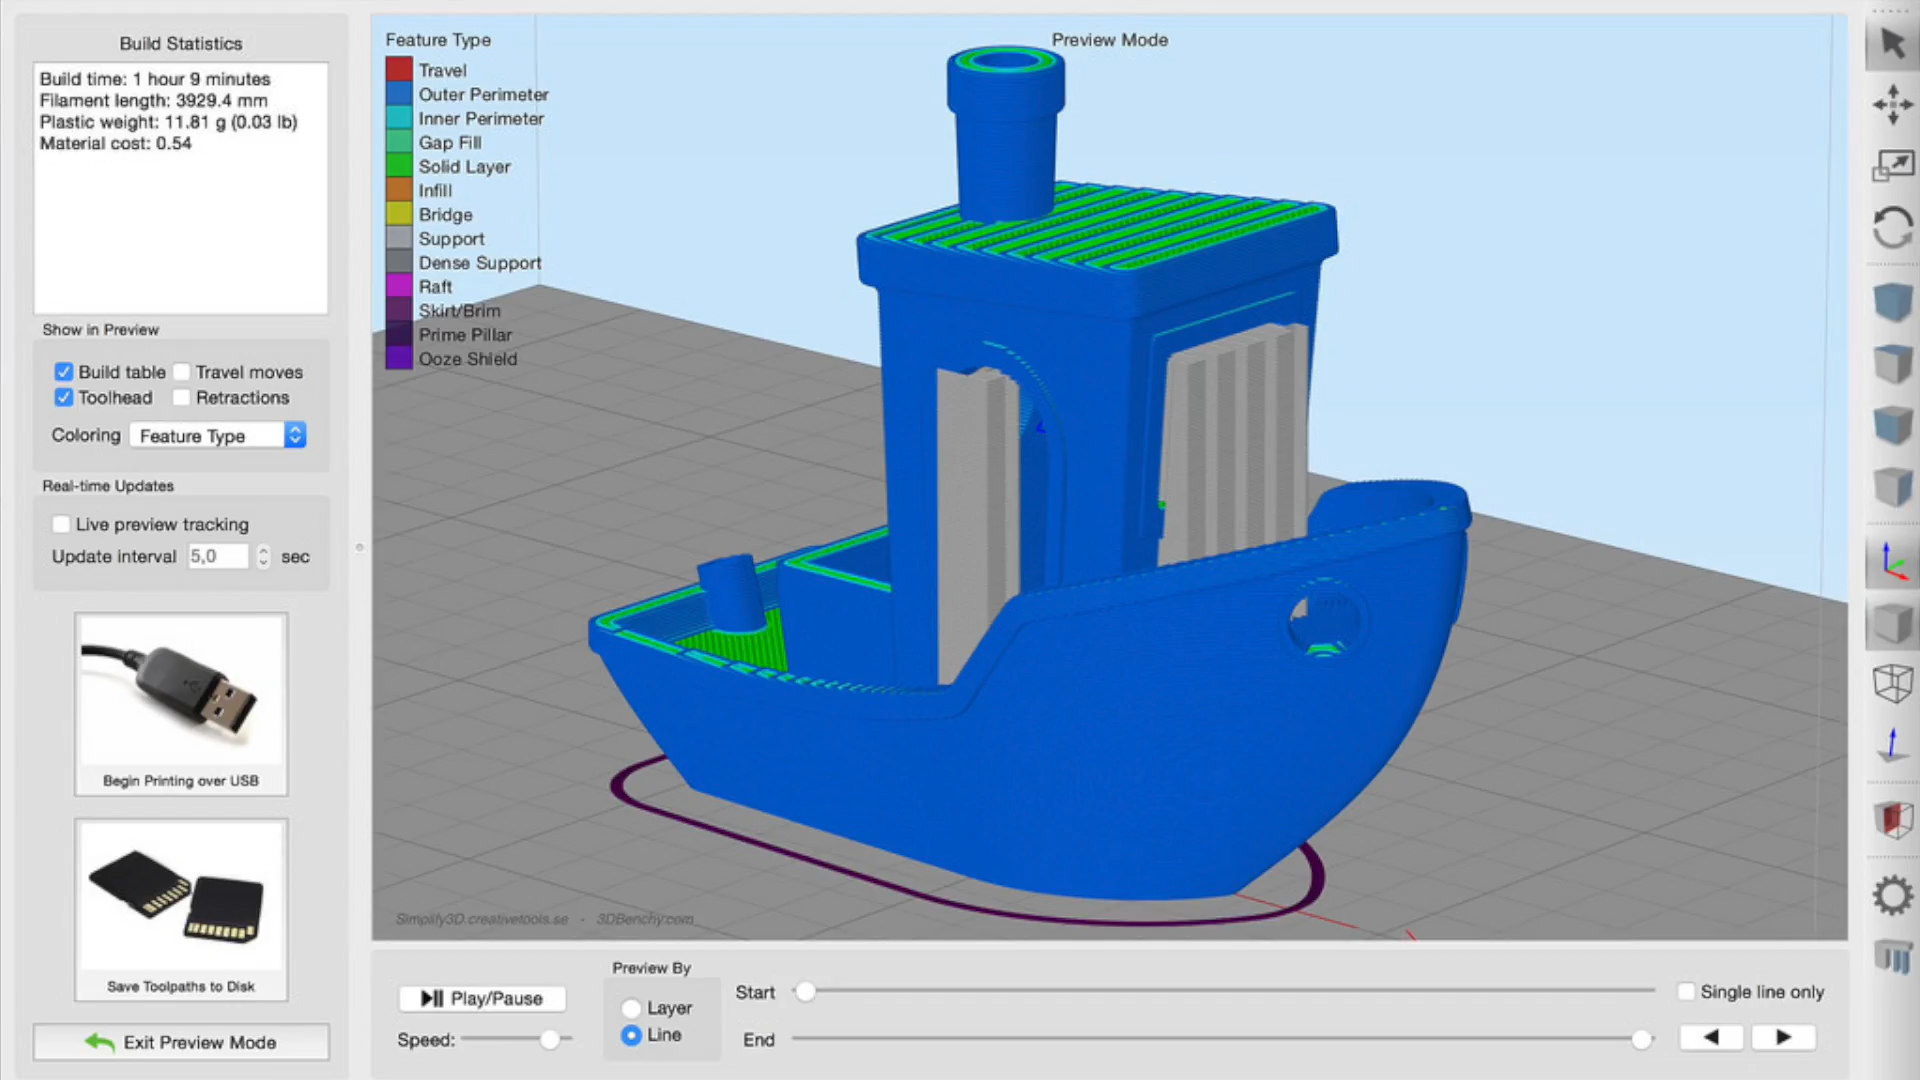 Build Statistics
Build time: 1 hour 9 minutes
Filament length: 3929.4 mm
Plastic weight: 11.81 g (0.03 lb)
Material cost: 0.54
Show in Preview
Build table
Travel moves
Toolhead
Retractions
Coloring
Feature Type
Real-time Updates
Live preview tracking
Update interval 5,0 sec
Begin Printing over USB
Save Toolpaths to Disk
Exit Preview Mode
Feature Type
Travel
Outer Perimeter
Inner Perimeter
Gap Fill
Solid Layer
Infill
Bridge
Support
Dense Support
Raft
Skirt/Brim
Prime Pillar
Ooze Shield
Preview Mode
Simplify3D.creativetools.se - 3DBenchy.com
Play/Pause
Speed:
Preview By
Layer
Line
Start
End
Single line only